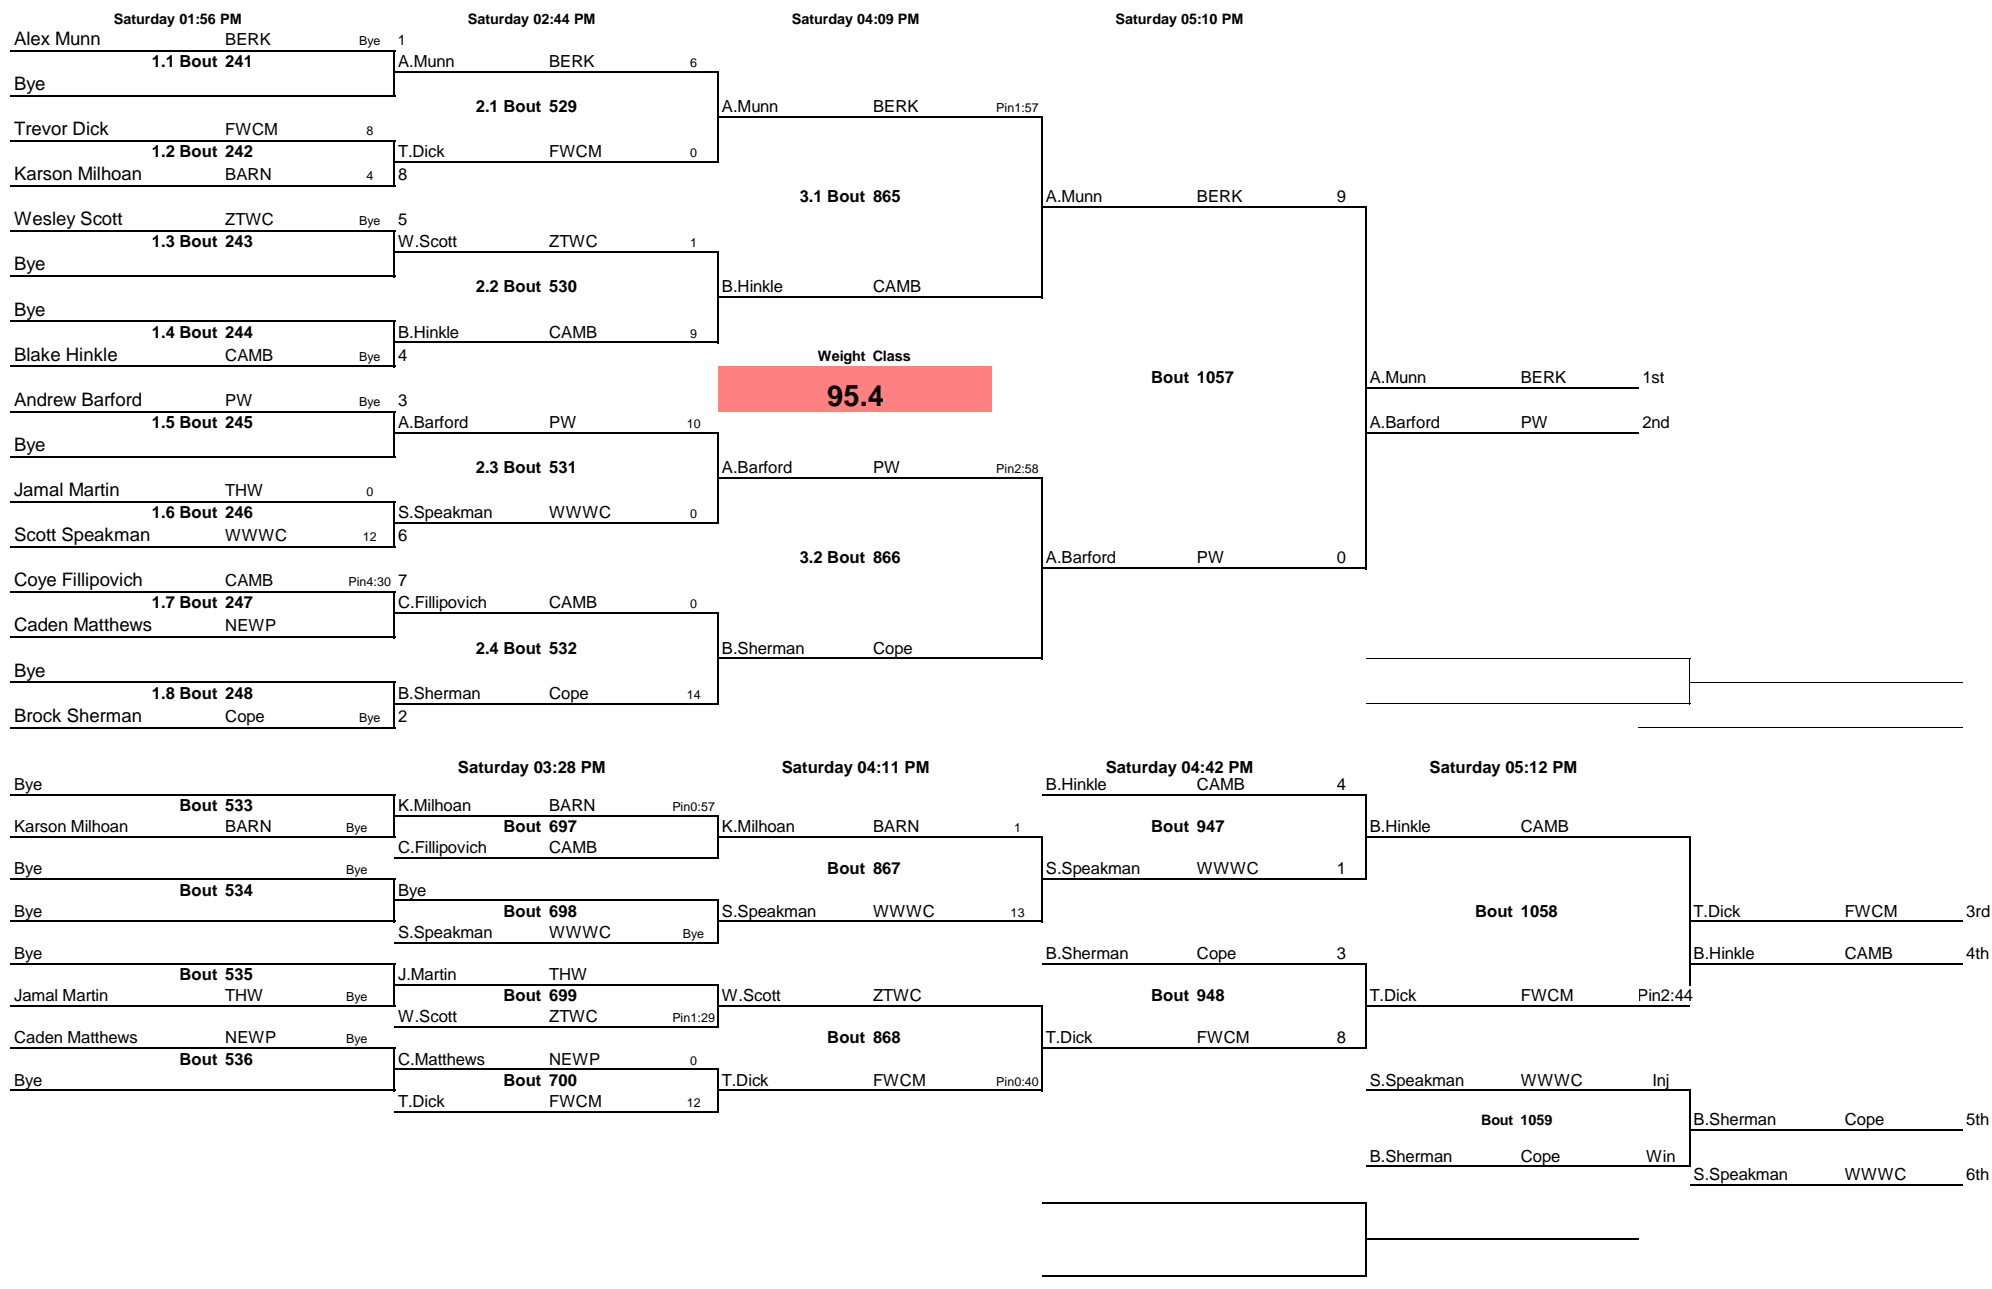 Saturday 01:56 PM Saturday 02:44 PM Saturday 04:09 PM Saturday 05:10 PM
Alex Munn BERK Bye 1
1.1 Bout 241 A.Munn BERK 6
Bye
2.1 Bout 529 A.Munn BERK Pin1:57
Trevor Dick FWCM 8
1.2 Bout 242 T.Dick FWCM 0
Karson Milhoan BARN 4 8
3.1 Bout 865 A.Munn BERK 9
Wesley Scott ZTWC Bye 5
1.3 Bout 243 W.Scott ZTWC 1
Bye
2.2 Bout 530 B.Hinkle CAMB
Bye
1.4 Bout 244 B.Hinkle CAMB 9
Blake Hinkle CAMB Bye 4 Weight Class
Bout 1057 A.Munn BERK 1st
95.4
Andrew Barford PW Bye 3
1.5 Bout 245 A.Barford PW 10 A.Barford PW 2nd
Bye
2.3 Bout 531 A.Barford PW Pin2:58
Jamal Martin THW 0
1.6 Bout 246 S.Speakman WWWC 0
Scott Speakman WWWC 12 6
3.2 Bout 866 A.Barford PW 0
Coye Fillipovich CAMB Pin4:30 7
1.7 Bout 247 C.Fillipovich CAMB 0
Caden Matthews NEWP
2.4 Bout 532 B.Sherman Cope
Bye
1.8 Bout 248 B.Sherman Cope 14
Brock Sherman Cope Bye 2
Saturday 03:28 PM Saturday 04:11 PM Saturday 04:42 PM Saturday 05:12 PM
Bye B.Hinkle CAMB 4
Bout 533 K.Milhoan BARN Pin0:57
Karson Milhoan BARN Bye Bout 697 K.Milhoan BARN 1 Bout 947 B.Hinkle CAMB
C.Fillipovich CAMB
Bye Bye Bout 867 S.Speakman WWWC 1
Bout 534 Bye
Bye Bout 698 S.Speakman WWWC 13 Bout 1058 T.Dick FWCM 3rd
S.Speakman WWWC Bye
Bye B.Sherman Cope 3 B.Hinkle CAMB 4th
Bout 535 J.Martin THW
Jamal Martin THW Bye Bout 699 W.Scott ZTWC Bout 948 T.Dick FWCM Pin2:44
W.Scott ZTWC Pin1:29
Caden Matthews NEWP Bye Bout 868 T.Dick FWCM 8
Bout 536 C.Matthews NEWP 0
Bye Bout 700 T.Dick FWCM Pin0:40 S.Speakman WWWC Inj
T.Dick FWCM 12
Bout 1059 B.Sherman Cope 5th
B.Sherman Cope Win
S.Speakman WWWC 6th